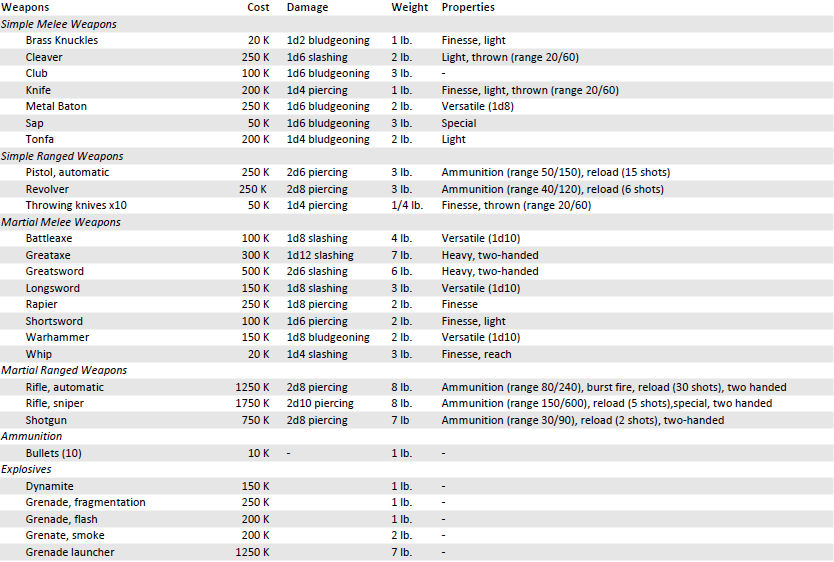 Weapons Cost Damage Weight Properties
Simple Melee Weapons
Brass Knuckles 20 K 1d2 bludgeoning 1 lb. Finesse, light
Cleaver 250 K 1d6 slashing 2 lb. Light, thrown (range 20/60)
Club 100 K 1d6 bludgeoning 3 lb. -
Knife 200 K 1d4 piercing 1 lb. Finesse, light, thrown (range 20/60)
Metal Baton 250 K 1d6 bludgeoning 2 lb. Versatile (1d8)
Sap 50 K 1d6 bludgeoning 3 lb. Special
Tonfa 200 K 1d4 bludgeoning 2 lb. Light
Simple Ranged Weapons
Pistol, automatic 250 K 2d6 piercing 3 lb. Ammunition (range 50/150), reload (15 shots)
Revolver 250 K 2d8 piercing 3 lb. Ammunition (range 40/120), reload (6 shots)
Throwing knives x10 50 K 1d4 piercing 1/4 lb. Finesse, thrown (range 20/60)
Martial Melee Weapons
Battleaxe 100 K 1d8 slashing 4 lb. Versatile (1d10)
Greataxe 300 K 1d12 slashing 7 lb. Heavy, two-handed
Greatsword 500 K 2d6 slashing 6 lb. Heavy, two-handed
Longsword 150 K 1d8 slashing 3 lb. Versatile (1d10)
Rapier 250 K 1d8 piercing 2 lb. Finesse
Shortsword 100 K 1d6 piercing 2 lb. Finesse, light
Warhammer 150 K 1d8 bludgeoning 2 lb. Versatile (1d10)
Whip 20 K 1d4 slashing 3 lb. Finesse, reach
Martial Ranged Weapons
Rifle, automatic 1250 K 2d8 piercing 8 lb. Ammunition (range 80/240), burst fire, reload (30 shots), two handed
Rifle, sniper 1750 K 2d10 piercing 8 lb. Ammunition (range 150/600), reload (5 shots),special, two handed
Shotgun 750 K 2d8 piercing 7 lb Ammunition (range 30/90), reload (2 shots), two-handed
Ammunition
Bullets (10) 10 K - 1 lb. -
Explosives
Dynamite 150 K 1 lb. -
Grenade, fragmentation 250 K 1 lb. -
Grenade, flash 200 K 1 lb. -
Grenate, smoke 200 K 2 lb. -
Grenade launcher 1250 K 7 lb. -